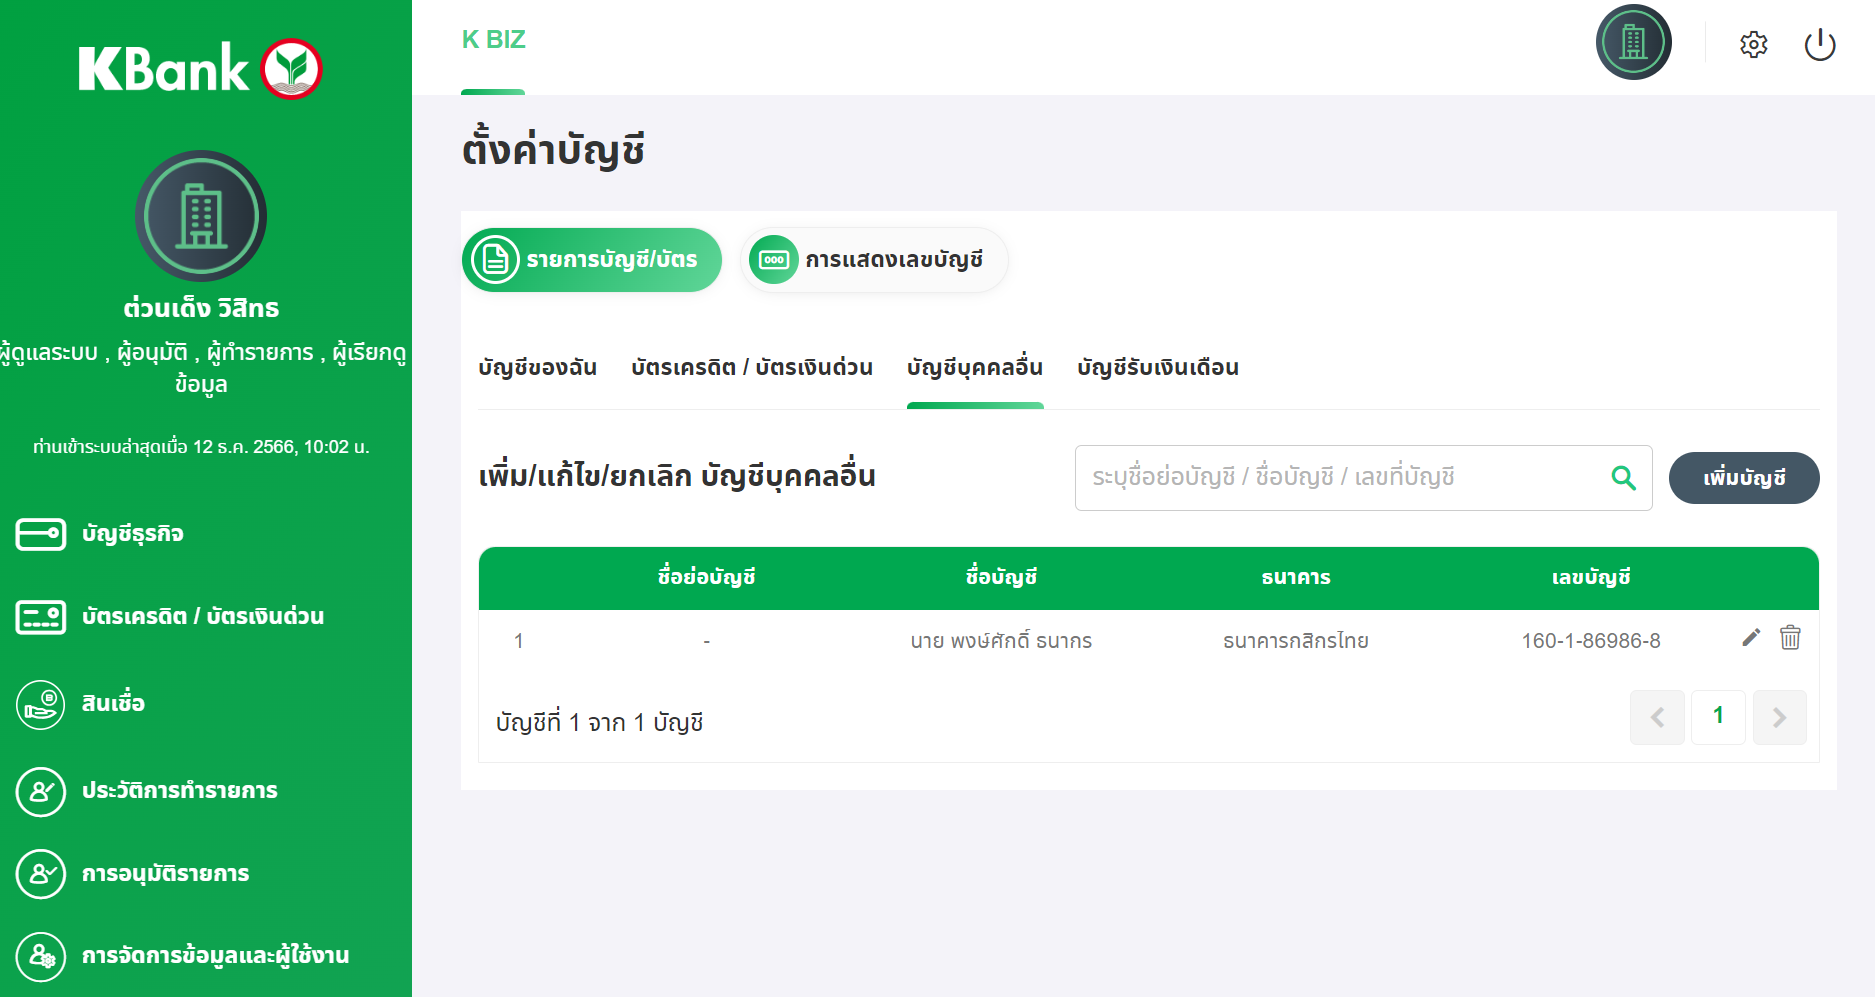 KBank
ต่วนเด็ง วิสิทธ
ผู้ดูแลระบบ , ผู้อนุมัติ , ผู้ทำรายการ , ผู้เรียกดู
ข้อมูล
ท่านเข้าระบบล่าสุดเมื่อ 12 ธ.ค. 2566, 10:02 น.
บัญชีธุรกิจ
บัตรเครดิต / บัตรเงินด่วน
สินเชื่อ
ประวัติการทำรายการ
การอนุมัติรายการ
การจัดการข้อมูลและผู้ใช้งาน
K BIZ
ตั้งค่าบัญชี
รายการบัญชี/บัตร การแสดงเลขบัญชี
บัญชีของฉัน บัตรเครดิต / บัตรเงินด่วน บัญชีบุคคลอื่น บัญชีรับเงินเดือน
เพิ่ม/แก้ไข/ยกเลิก บัญชีบุคคลอื่น ระบุชื่อย่อบัญชี / ชื่อบัญชี / เลขที่บัญชี เพิ่มบัญชี
ชื่อย่อบัญชี ชื่อบัญชี ธนาคาร เลขบัญชี
1 - นาย พงษ์ศักดิ์ ธนากร ธนาคารกสิกรไทย 160-1-86986-8
บัญชีที่ 1 จาก 1 บัญชี 1